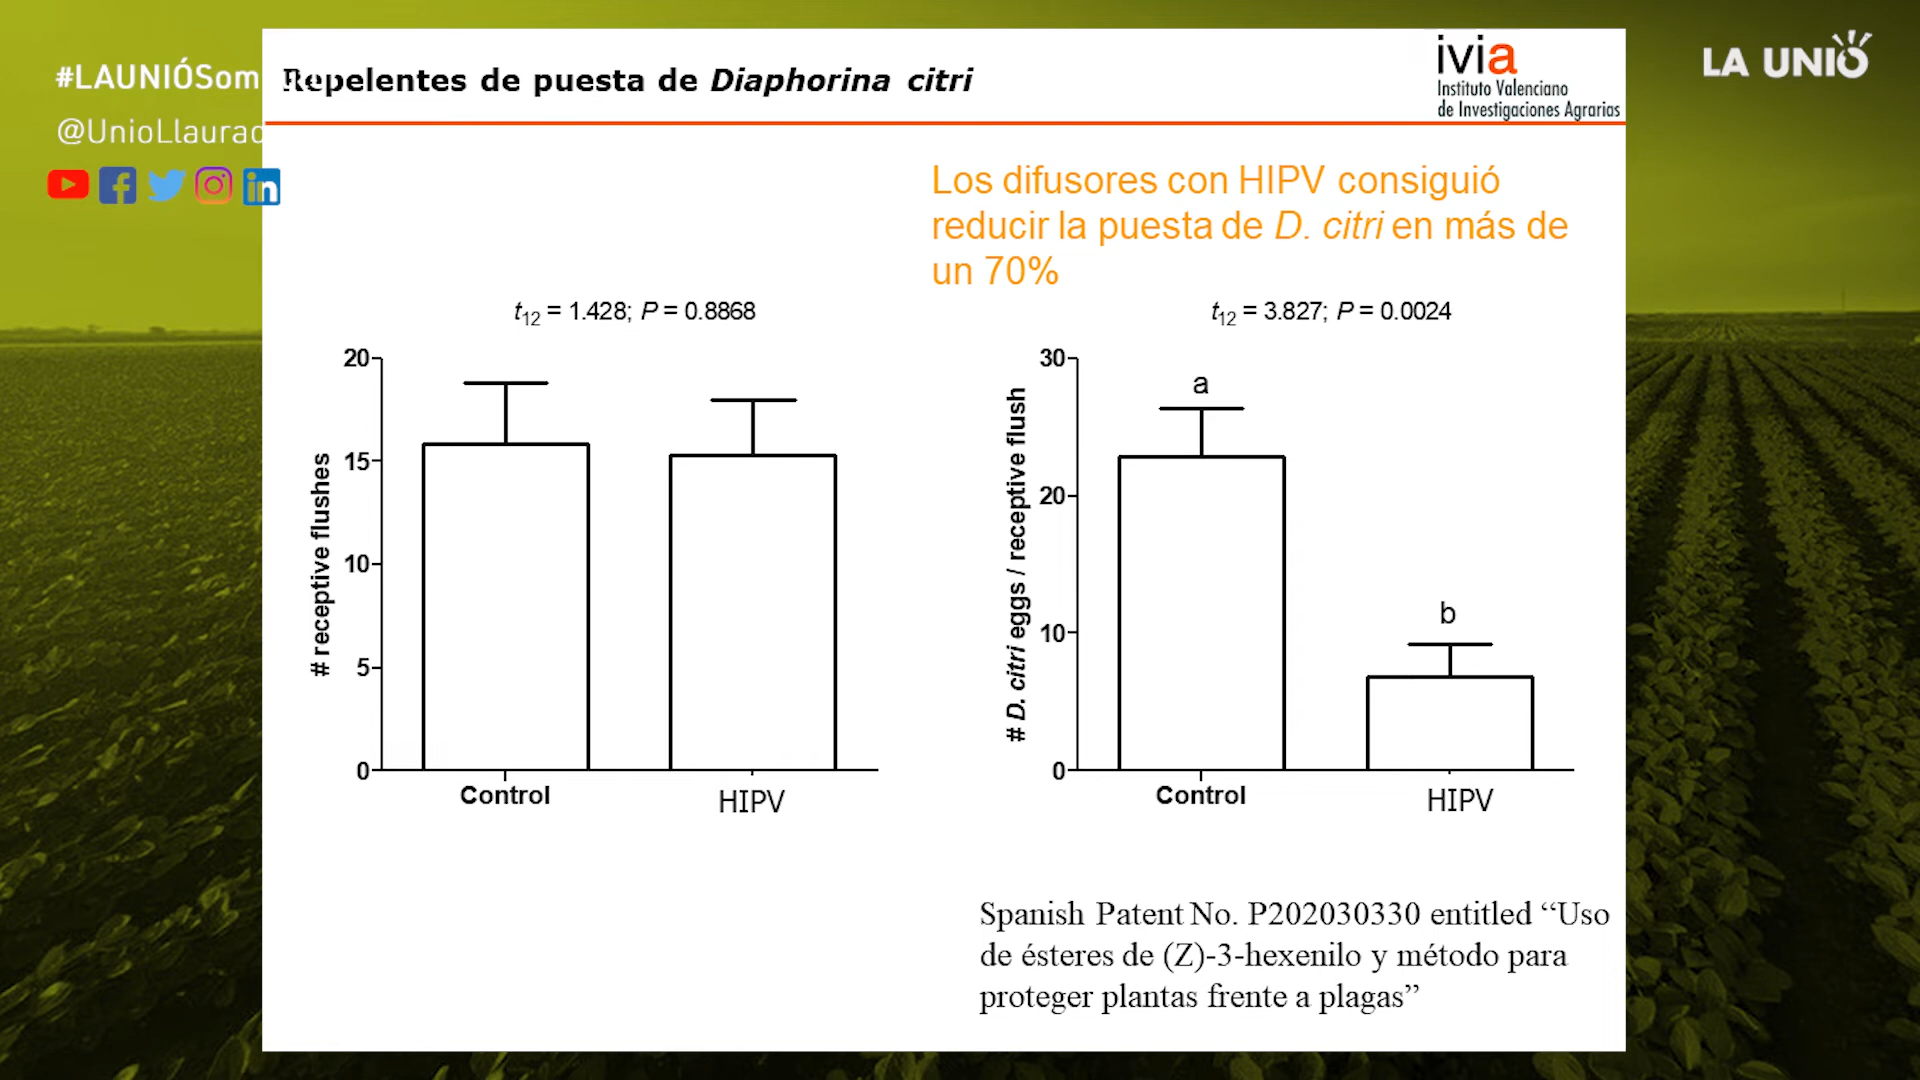 #LAUNIÓSom
@UnioLlaurad
Repelentes de puesta de Diaphorina citri
ivia
Instituto Valenciano
de Investigaciones Agrarias
LA UNIÓ
Los difusores con HIPV consiguió
reducir la puesta de D. citri en más de
un 70%
t12 = 1.428; P = 0.8868
# receptive flushes
20
15
10
5
0
Control
HIPV
t12 = 3.827; P = 0.0024
# D. citri eggs / receptive flush
30
20
10
0
a
b
Control
HIPV
Spanish Patent No. P202030330 entitled “Uso
de ésteres de (Z)-3-hexenilo y método para
proteger plantas frente a plagas”